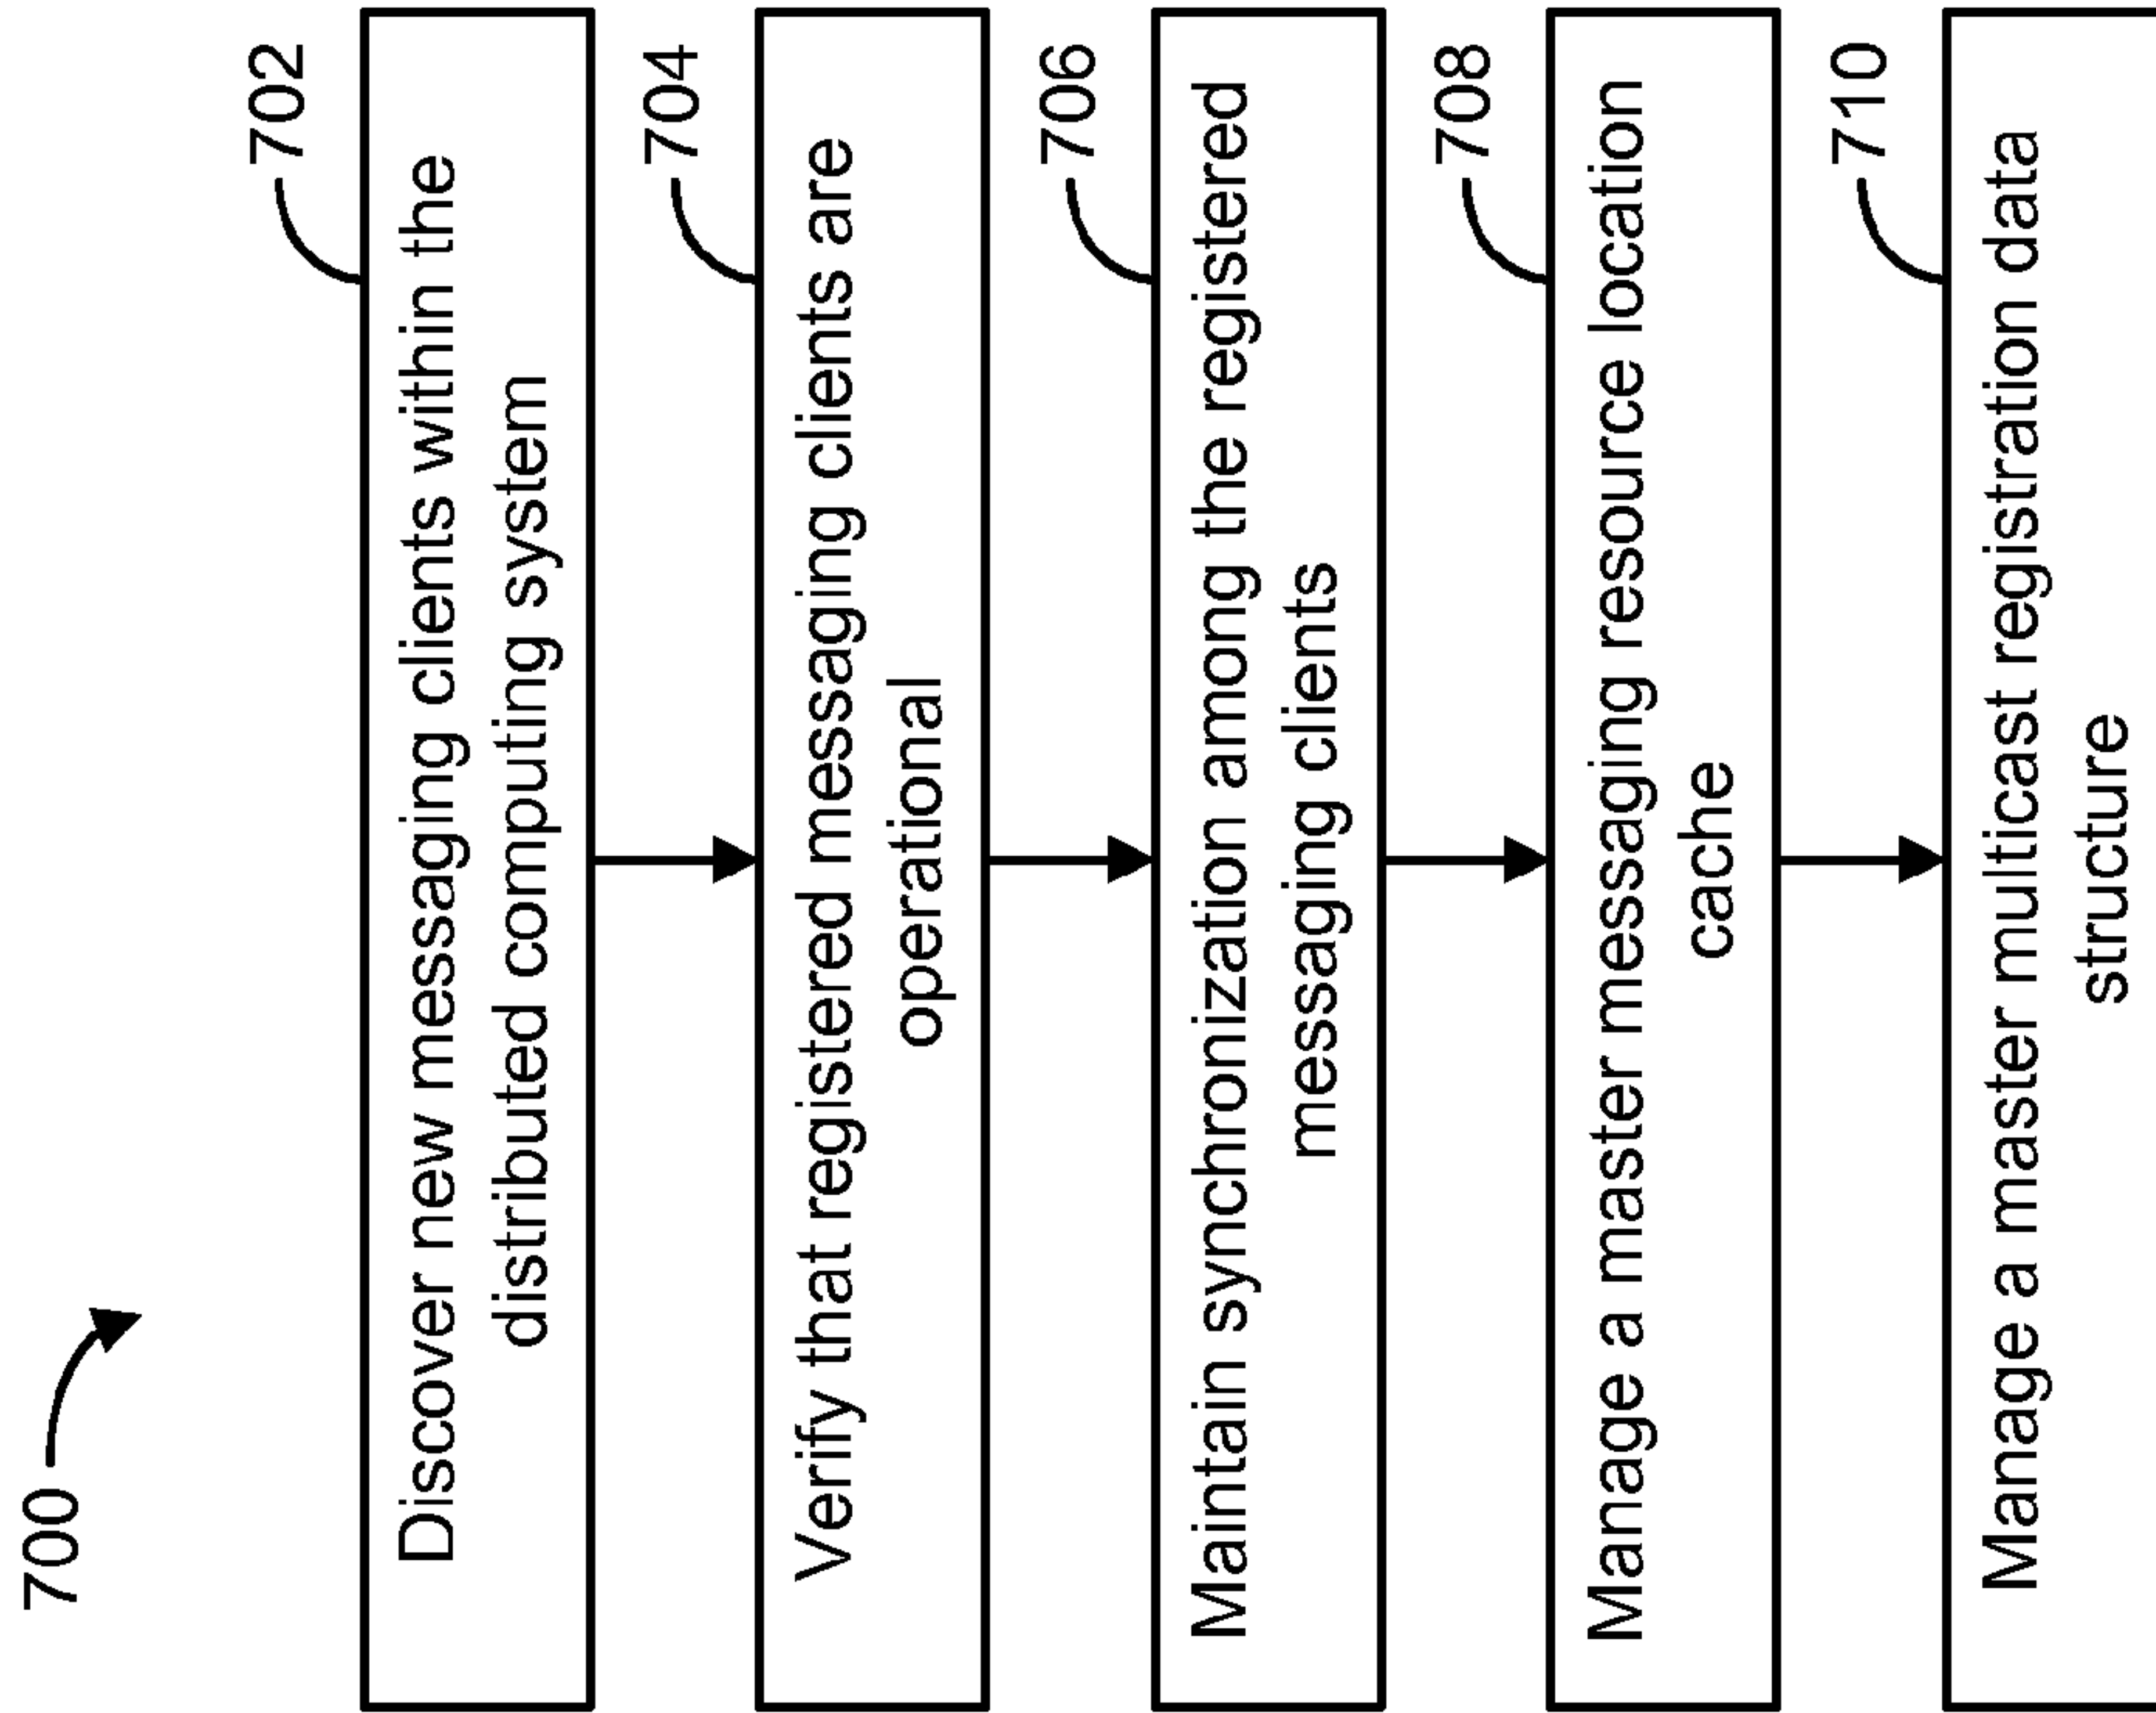 700
702
Discover new messaging clients within the
distributed computing system
704
Verify that registered messaging clients are
operational
706
Maintain synchronization among the registered
messaging clients
708
Manage a master messaging resource location
cache
710
Manage a master multicast registration data
structure